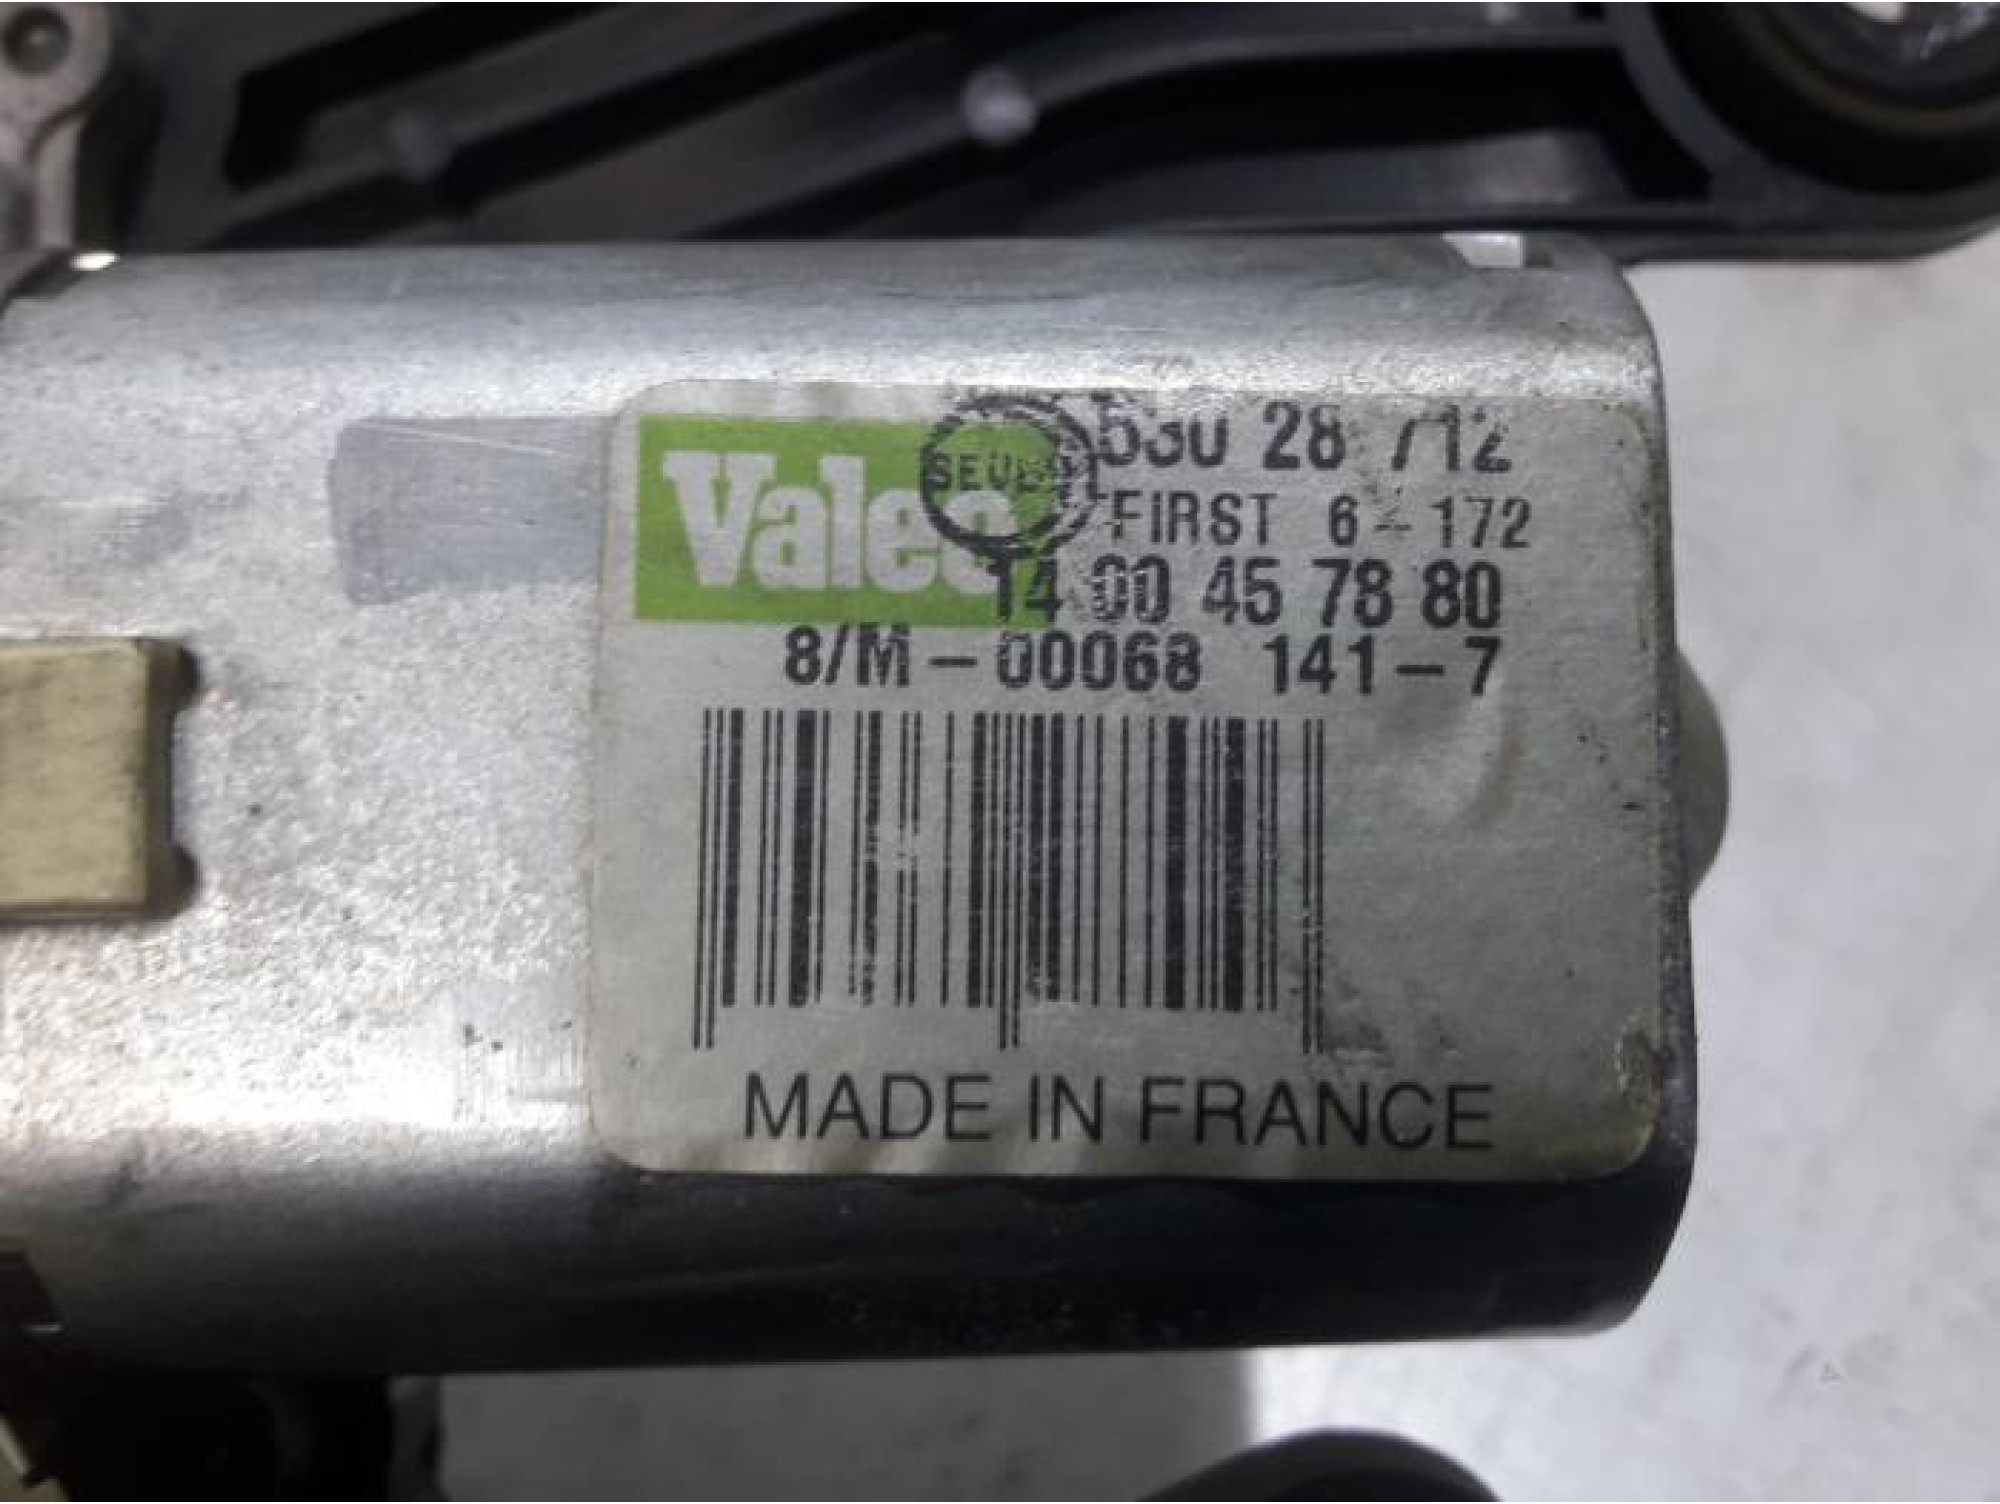 Valeo
530 28 712
FIRST 6-172
14 00 45 78 80
8/M-00068 141-7
MADE IN FRANCE